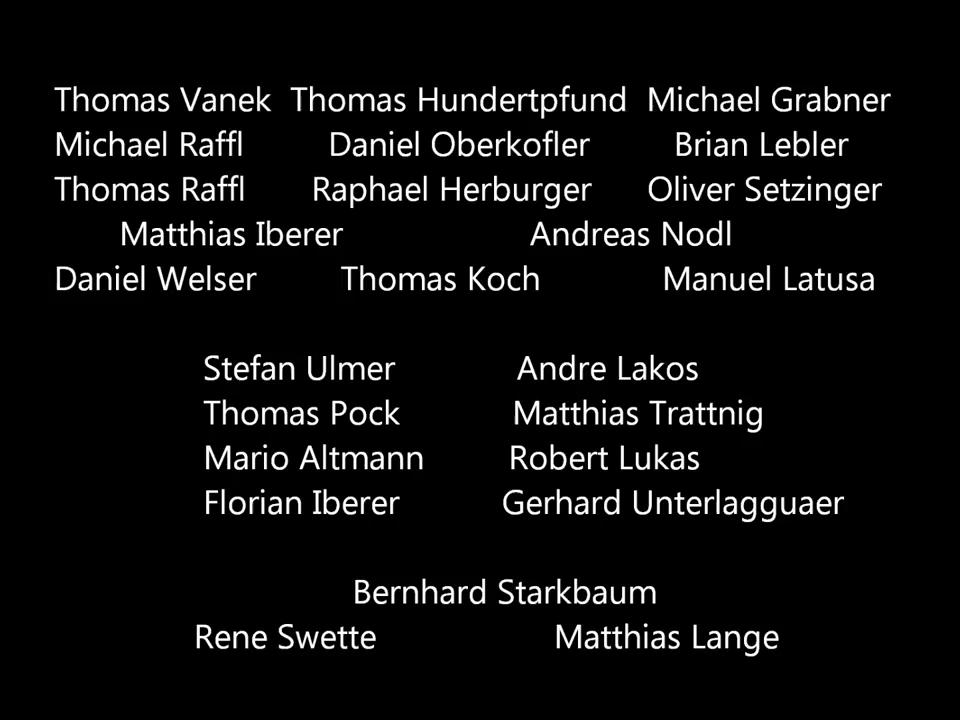 Thomas Vanek Thomas Hundertpfund Michael Grabner
Michael Raffl Daniel Oberkofler Brian Lebler
Thomas Raffl Raphael Herburger Oliver Setzinger
Matthias Iberer Andreas Nodl
Daniel Welser Thomas Koch Manuel Latusa
Stefan Ulmer Andre Lakos
Thomas Pock Matthias Trattnig
Mario Altmann Robert Lukas
Florian Iberer Gerhard Unterlagguaer
Bernhard Starkbaum
Rene Swette Matthias Lange